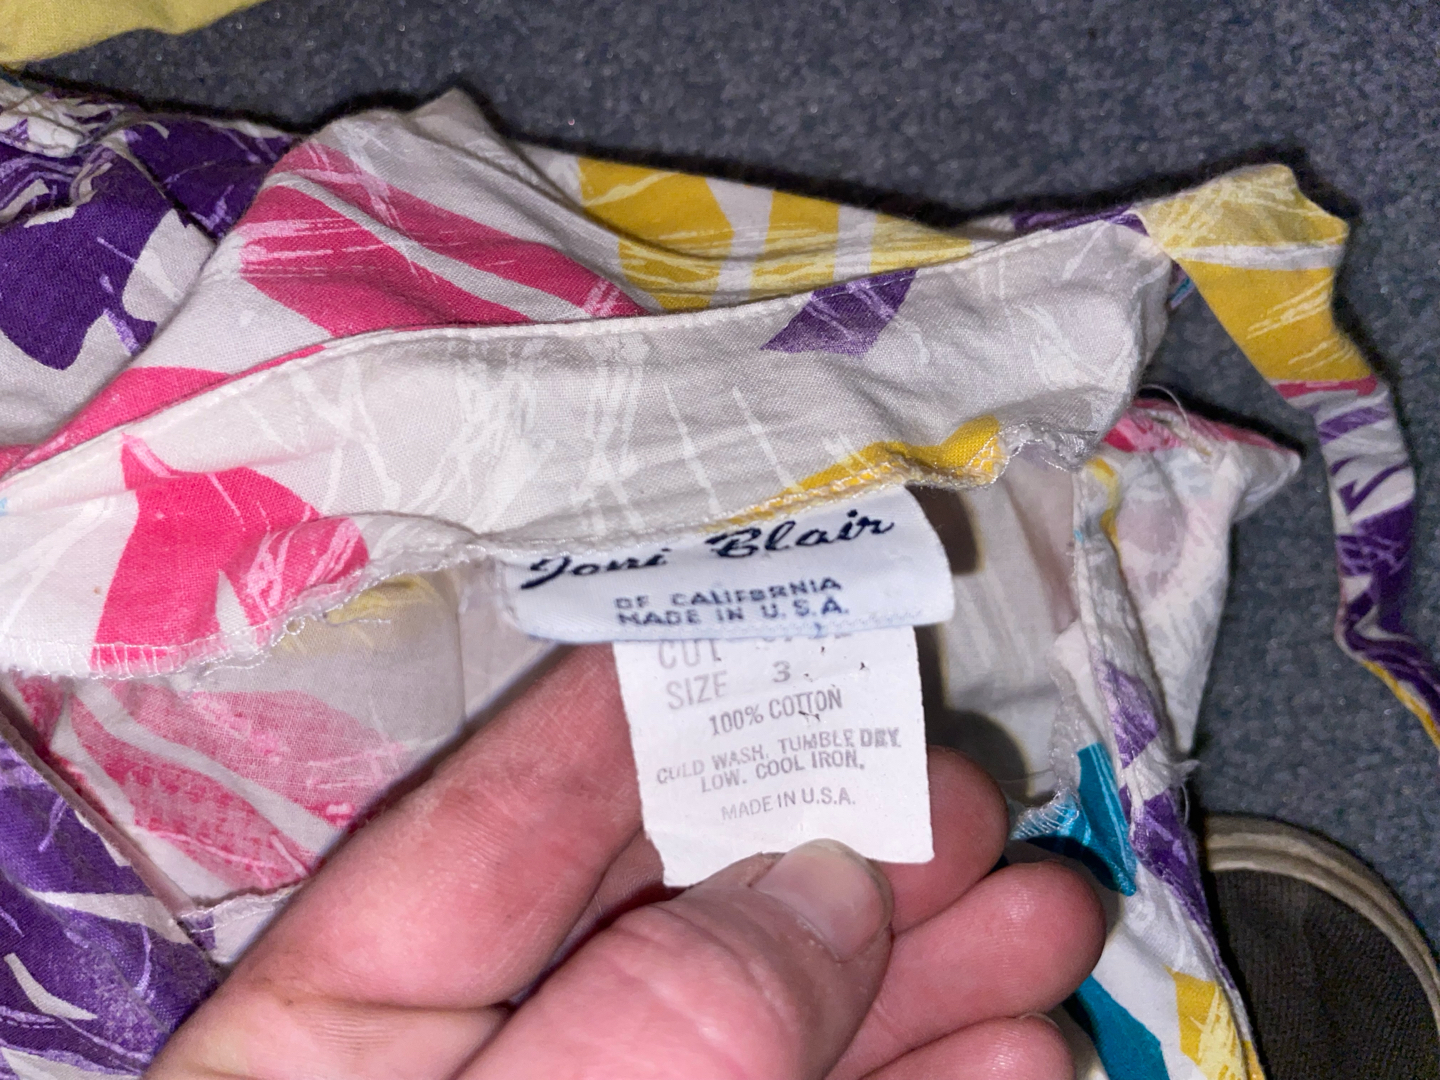 Joni Blair
OF CALIFORNIA
MADE IN U.S.A.
CUT
SIZE 3
100% COTTON
COLD WASH, TUMBLE DRY
LOW. COOL IRON.
MADE IN U.S.A.